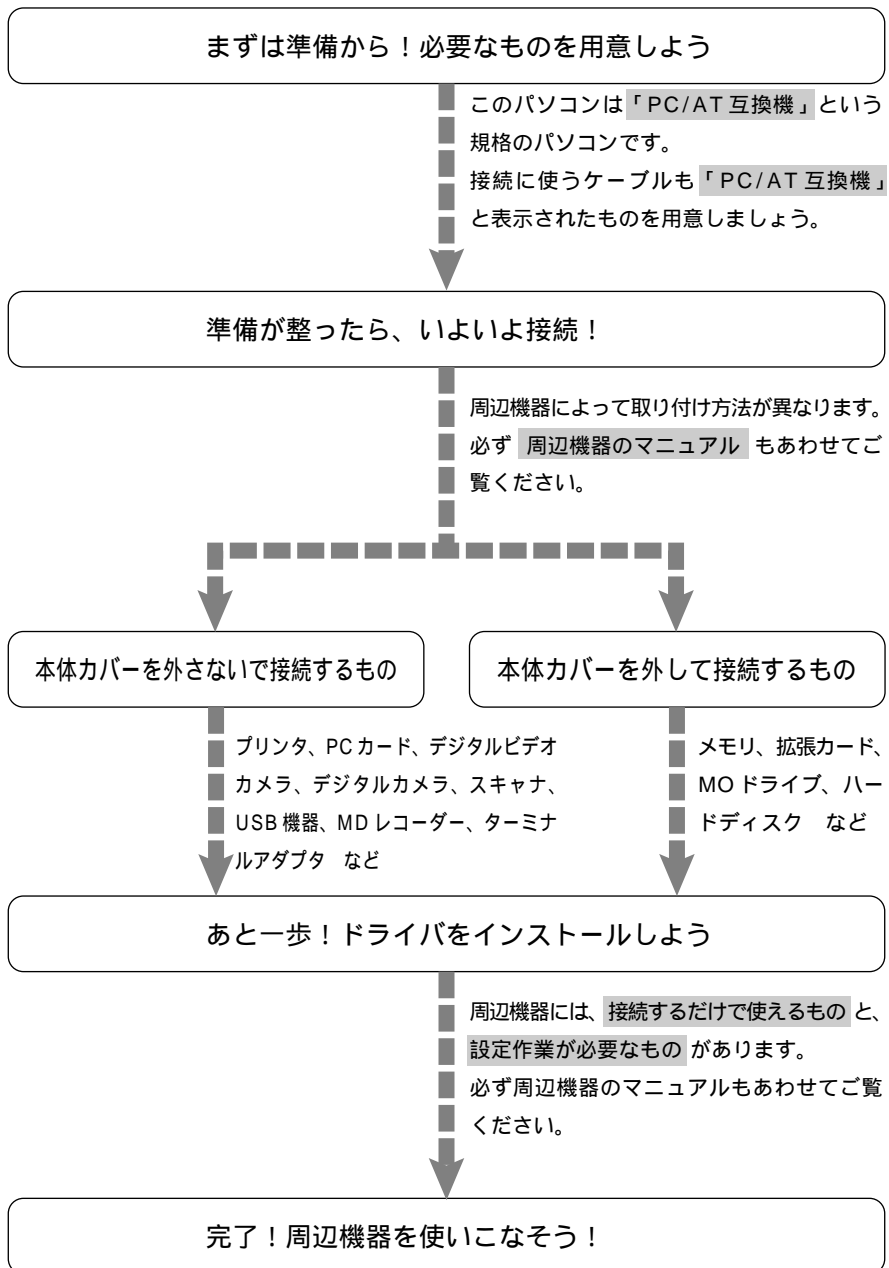 まずは準備から！必要なものを用意しよう
このパソコンは「PC/AT 互換機」という
規格のパソコンです。
接続に使うケーブルも「PC/AT 互換機」
と表示されたものを用意しましょう。
準備が整ったら、いよいよ接続！
周辺機器によって取り付け方法が異なります。
必ず 周辺機器のマニュアル もあわせてご
覧ください。
本体カバーを外さないで接続するもの
プリンタ、PC カード、デジタルビデオ
カメラ、デジタルカメラ、スキャナ、
USB 機器、MD レコーダー、ターミナ
ルアダプタ　など
本体カバーを外して接続するもの
メモリ、拡張カード、
MO ドライブ、ハー
ドディスク　など
あと一歩！ドライバをインストールしよう
周辺機器には、接続するだけで使えるもの と、
設定作業が必要なもの があります。
必ず周辺機器のマニュアルもあわせてご覧
ください。
完了！周辺機器を使いこなそう！